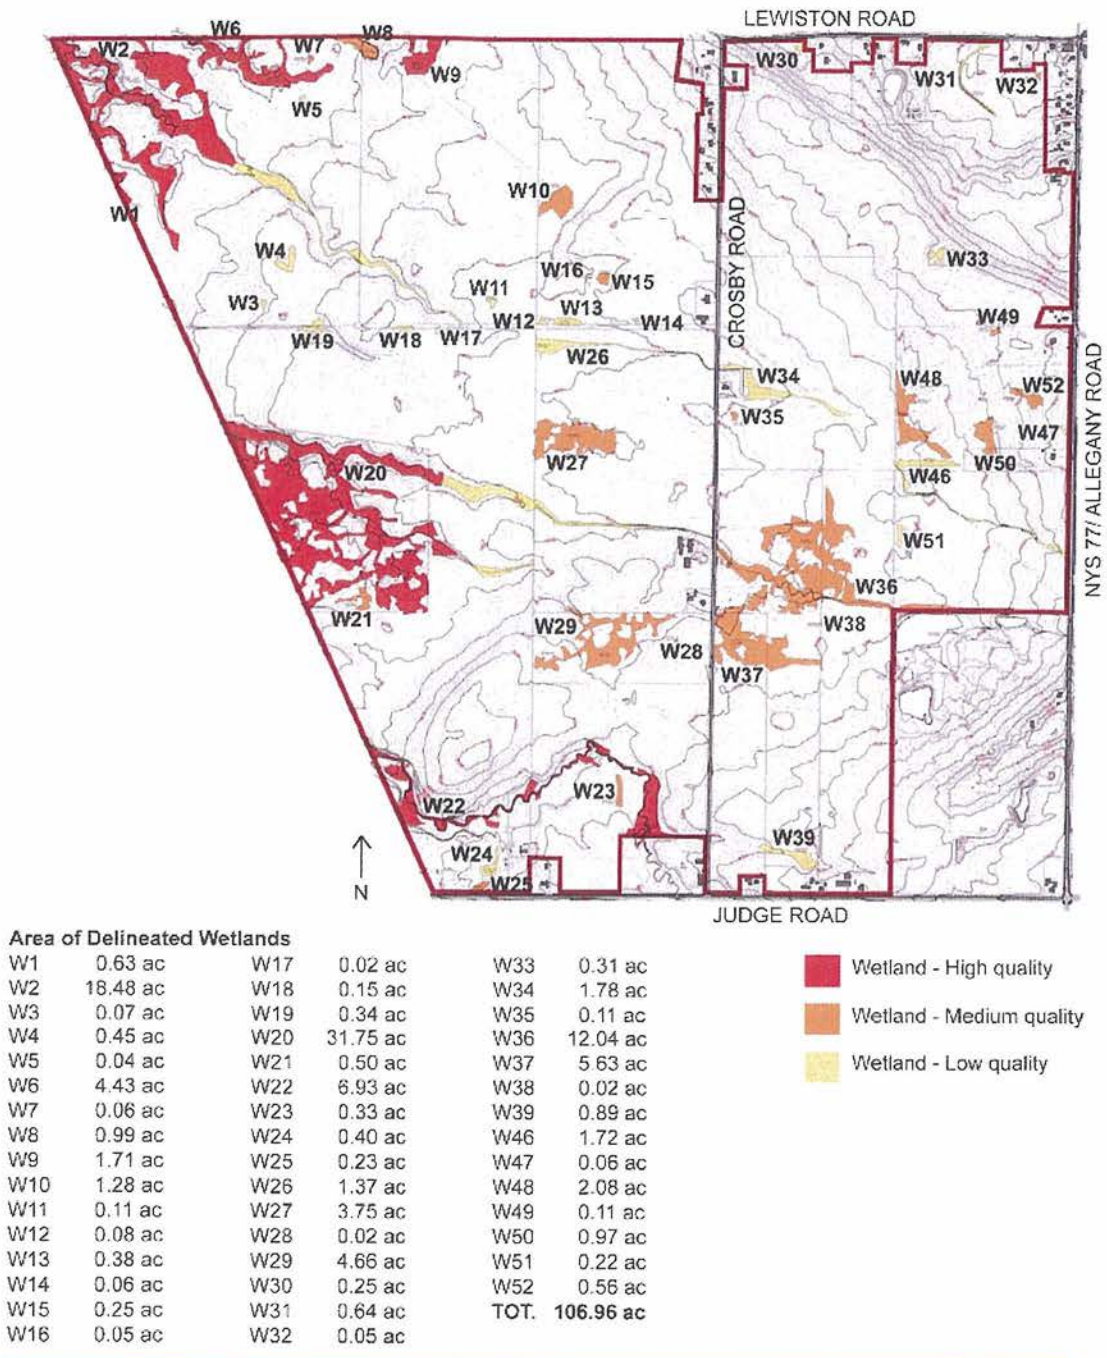 LEWISTON ROAD
W6
W2
W7
W8
W9
W5
W30
W31
W32
W1
W10
CROSBY ROAD
W4
W16
W15
W33
W3
W11
W13
W12
W14
W19
W18
W17
W49
W26
W34
W48
W52
NYS 77/ ALLEGANY ROAD
W35
W47
W27
W50
W20
W46
W51
W36
W21
W29
W38
W28
W37
W22
W23
W39
W24
W25
N
JUDGE ROAD
Area of Delineated Wetlands
W1 0.63 ac W17 0.02 ac W33 0.31 ac
W2 18.48 ac W18 0.15 ac W34 1.78 ac
W3 0.07 ac W19 0.34 ac W35 0.11 ac
W4 0.45 ac W20 31.75 ac W36 12.04 ac
W5 0.04 ac W21 0.50 ac W37 5.63 ac
W6 4.43 ac W22 6.93 ac W38 0.02 ac
W7 0.06 ac W23 0.33 ac W39 0.89 ac
W8 0.99 ac W24 0.40 ac W46 1.72 ac
W9 1.71 ac W25 0.23 ac W47 0.06 ac
W10 1.28 ac W26 1.37 ac W48 2.08 ac
W11 0.11 ac W27 3.75 ac W49 0.11 ac
W12 0.08 ac W28 0.02 ac W50 0.97 ac
W13 0.38 ac W29 4.66 ac W51 0.22 ac
W14 0.06 ac W30 0.25 ac W52 0.56 ac
W15 0.25 ac W31 0.64 ac TOT. 106.96 ac
W16 0.05 ac W32 0.05 ac
Wetland - High quality
Wetland - Medium quality
Wetland - Low quality